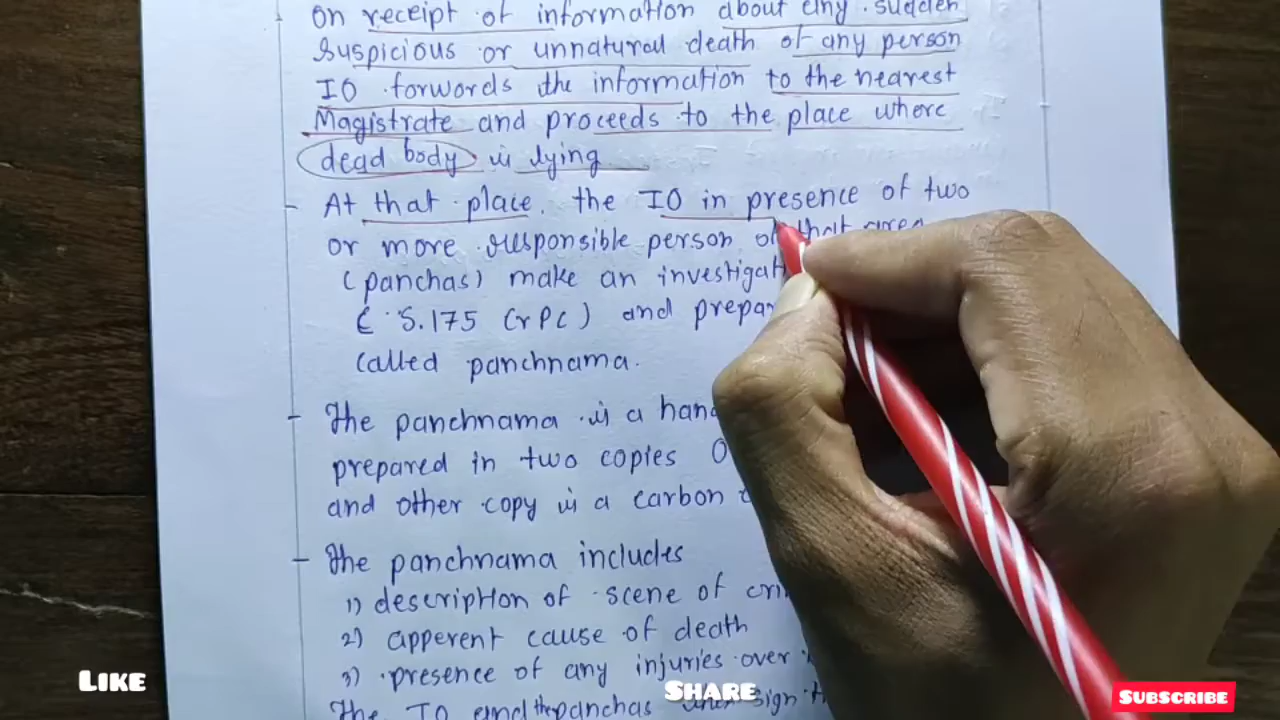 On receipt of information about any sudden
suspicious or unnatural death of any person
IO forwords the information to the nearest
Magistrate and proceeds to the place where
dead body is lying
At that place, the IO in presence of two
or more responsible person of that area
(panchas) make an
S.175 CrPC) and
called panchnama.
The panchnama is a
prepared in two copies
and other copy is a carbon
The panchnama includes
1) description of scene of
2) apperent cause of death
3) presence of any injuries over
The IO and the panchas sign
LIKE
SHARE
SUBSCRIBE